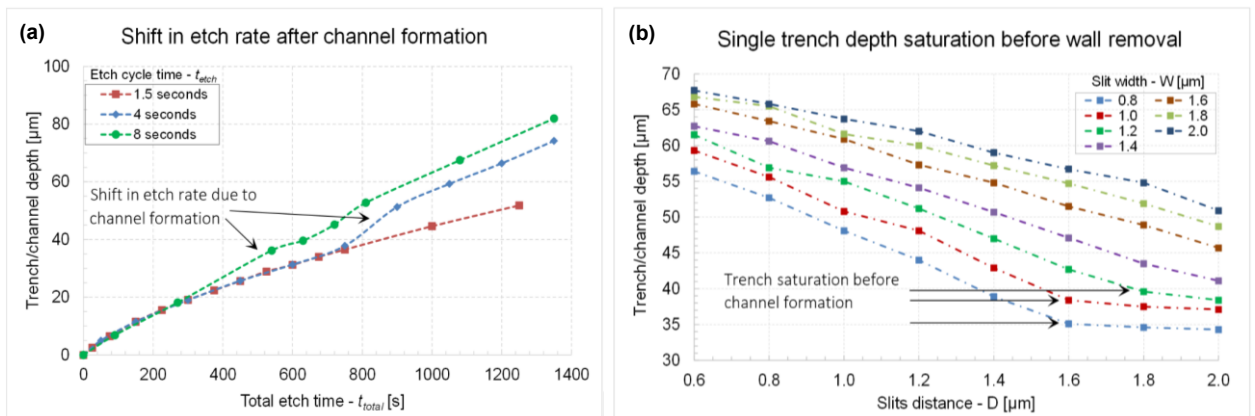 (a)
Shift in etch rate after channel formation
Trench/channel depth [µm]
100
80
60
40
20
0
Etch cycle time - t_etch
1.5 seconds
4 seconds
8 seconds
Shift in etch rate due to
channel formation
0 200 400 600 800 1000 1200 1400
Total etch time - t_total [s]
(b)
Single trench depth saturation before wall removal
Trench/channel depth [µm]
70
65
60
55
50
45
40
35
30
Slit width - W [µm]
0.8 1.6
1.0 1.8
1.2 2.0
1.4
Trench saturation before
channel formation
0.6 0.8 1.0 1.2 1.4 1.6 1.8 2.0
Slits distance - D [µm]